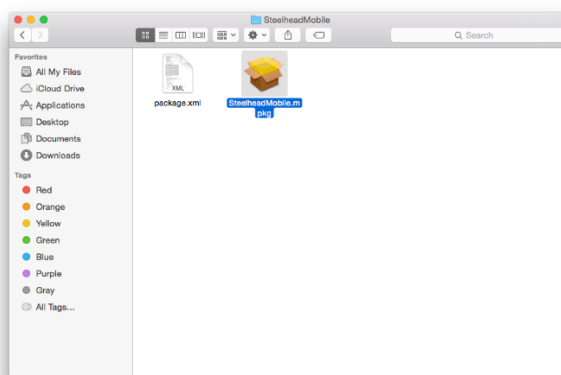 SteelheadMobile
Search
Favorites
All My Files
iCloud Drive
Applications
Desktop
Documents
Downloads
Tags
Red
Orange
Yellow
Green
Blue
Purple
Gray
All Tags...
XML
package.xml
SteelheadMobile.m
pkg